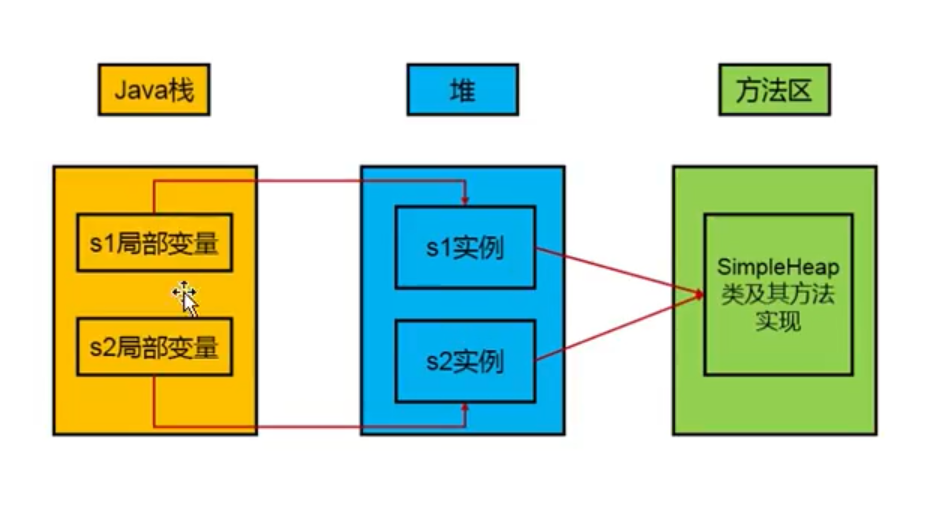 Java栈
堆
方法区
s1局部变量
s2局部变量
s1实例
s2实例
SimpleHeap
类及其方法
实现